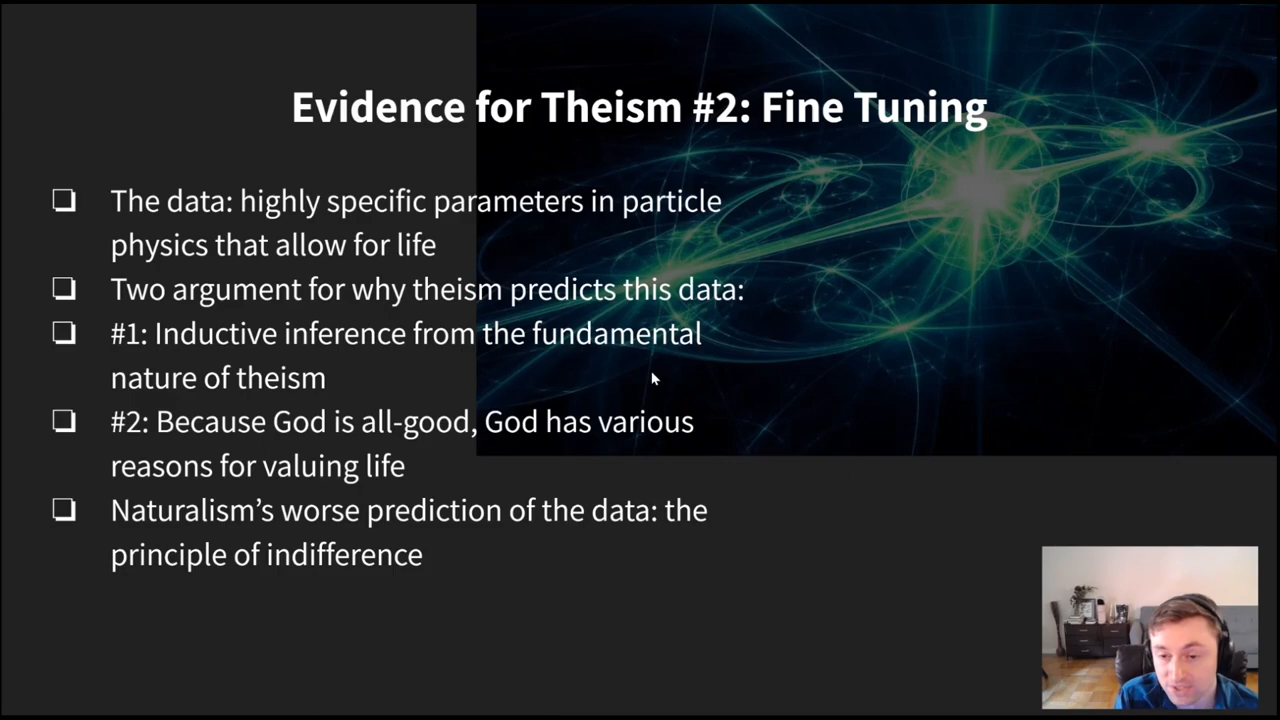 Evidence for Theism #2: Fine Tuning
❏ The data: highly specific parameters in particle
physics that allow for life
❏ Two argument for why theism predicts this data:
❏ #1: Inductive inference from the fundamental
nature of theism
❏ #2: Because God is all-good, God has various
reasons for valuing life
❏ Naturalism’s worse prediction of the data: the
principle of indifference